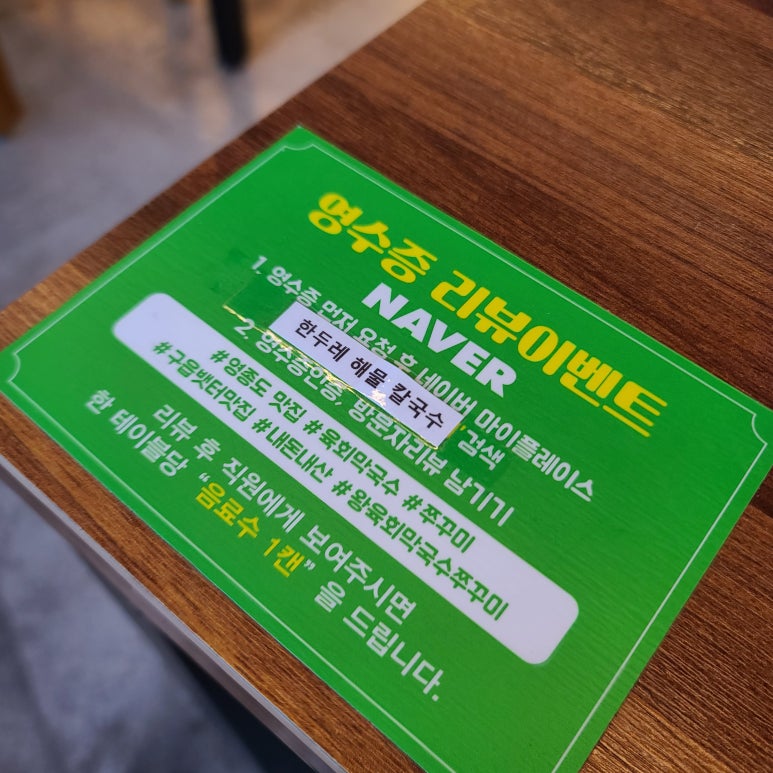 영수증 리뷰이벤트
NAVER
1. 영수증 먼저 요청 후 네이버 마이플레이스
한두레 해물 칼국수 검색
2. 영수증인증, 방문자리뷰 남기기
#영종도 맛집 #육회막국수 #쭈꾸미
#구읍뱃터맛집 #내돈내산 #왕육회막국수쭈꾸미
리뷰 후 직원에게 보여주시면
한 테이블당 "음료수 1캔" 을 드립니다.